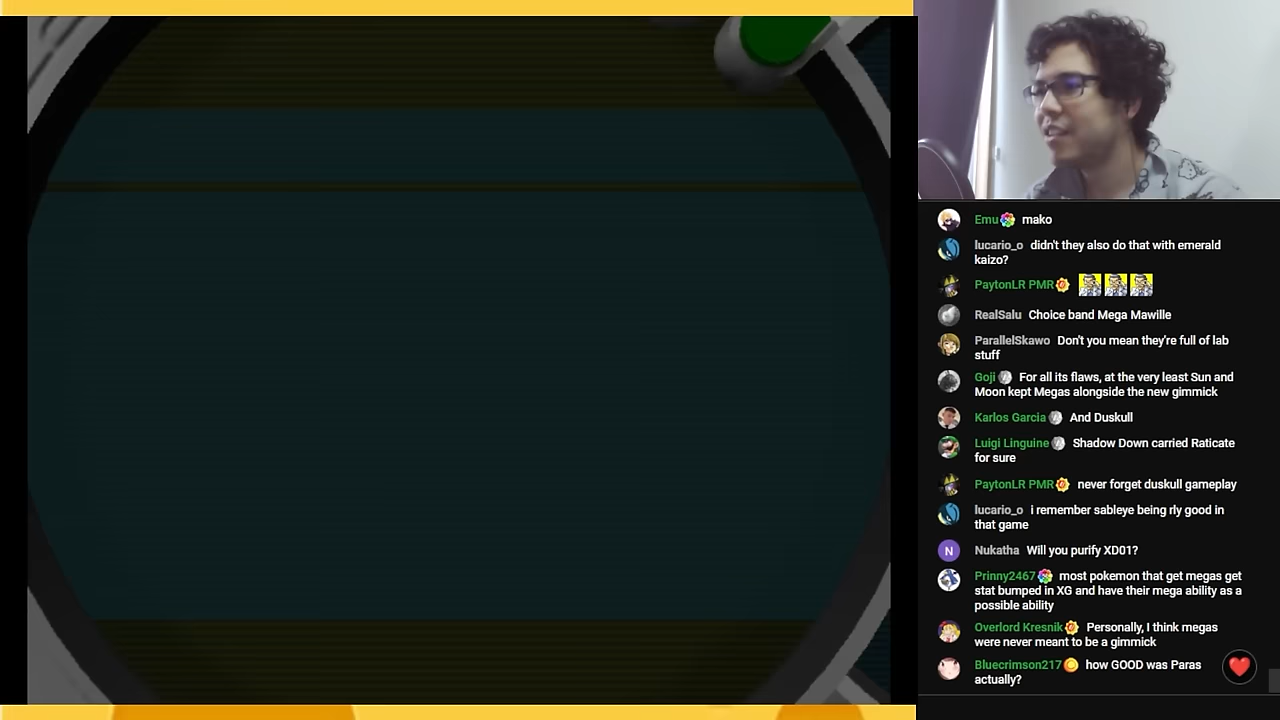 Emu mako
lucario_o didn't they also do that with emerald
kaizo?
PaytonLR PMR
RealSalu Choice band Mega Mawille
ParallelSkawo Don't you mean they're full of lab
stuff
Goji For all its flaws, at the very least Sun and
Moon kept Megas alongside the new gimmick
Karlos Garcia And Duskull
Luigi Linguine Shadow Down carried Raticate
for sure
PaytonLR PMR never forget duskull gameplay
lucario_o i remember sableye being rly good in
that game
N Nukatha Will you purify XD01?
Prinny2467 most pokemon that get megas get
stat bumped in XG and have their mega ability as a
possible ability
Overlord Kresnik Personally, I think megas
were never meant to be a gimmick
Bluecrimson217 how GOOD was Paras
actually?